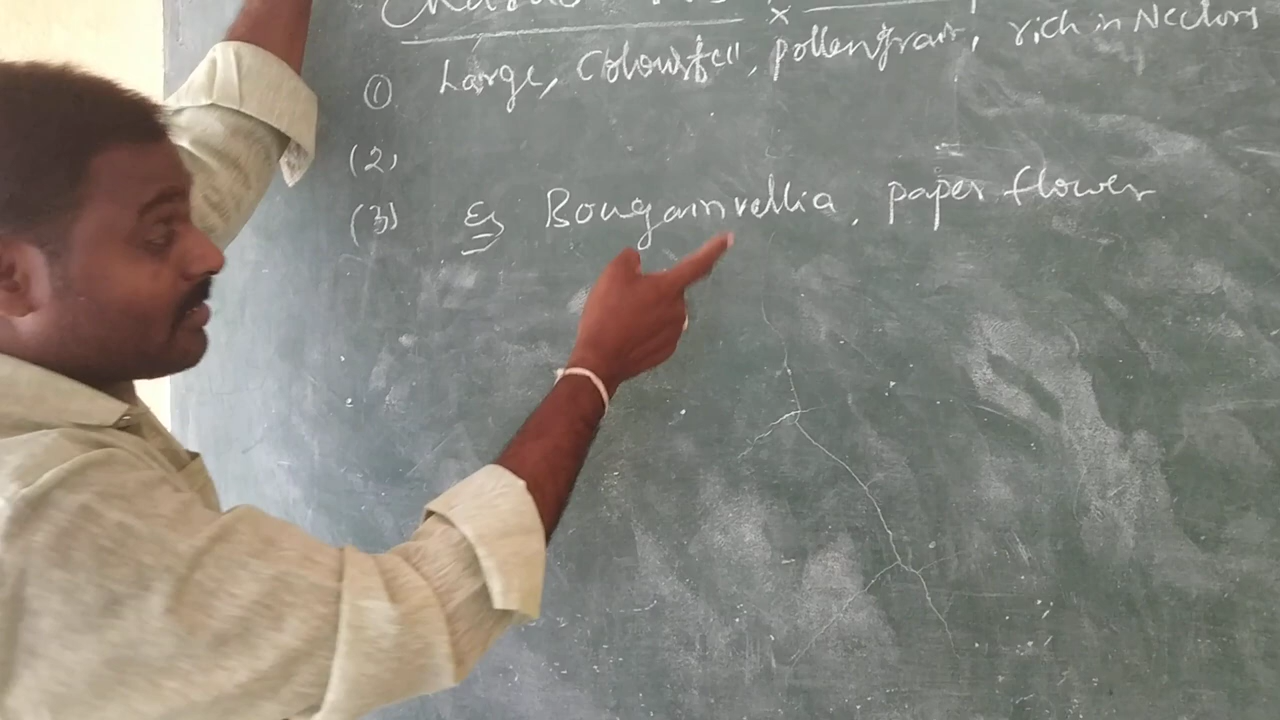 ① Large, Colourful, pollengrain, rich in Nectors
(2)
(3) Eg Bougainvellia, paper flower